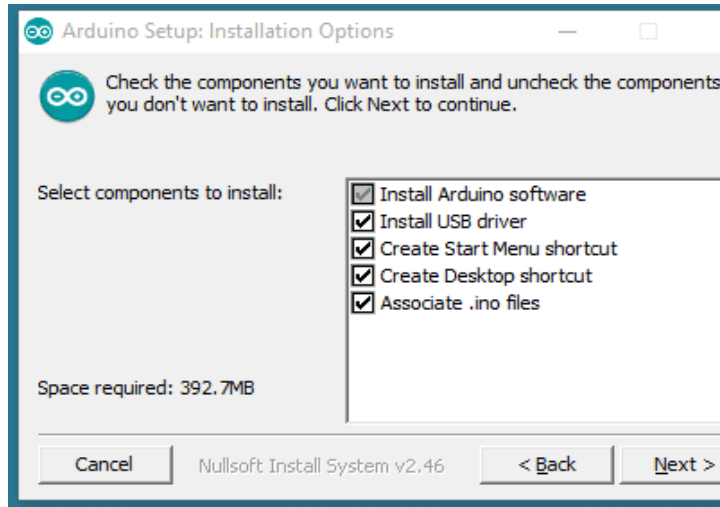 Arduino Setup: Installation Options
Check the components you want to install and uncheck the components
you don't want to install. Click Next to continue.
Select components to install:
Install Arduino software
Install USB driver
Create Start Menu shortcut
Create Desktop shortcut
Associate .ino files
Space required: 392.7MB
Cancel
Nullsoft Install System v2.46
< Back
Next >